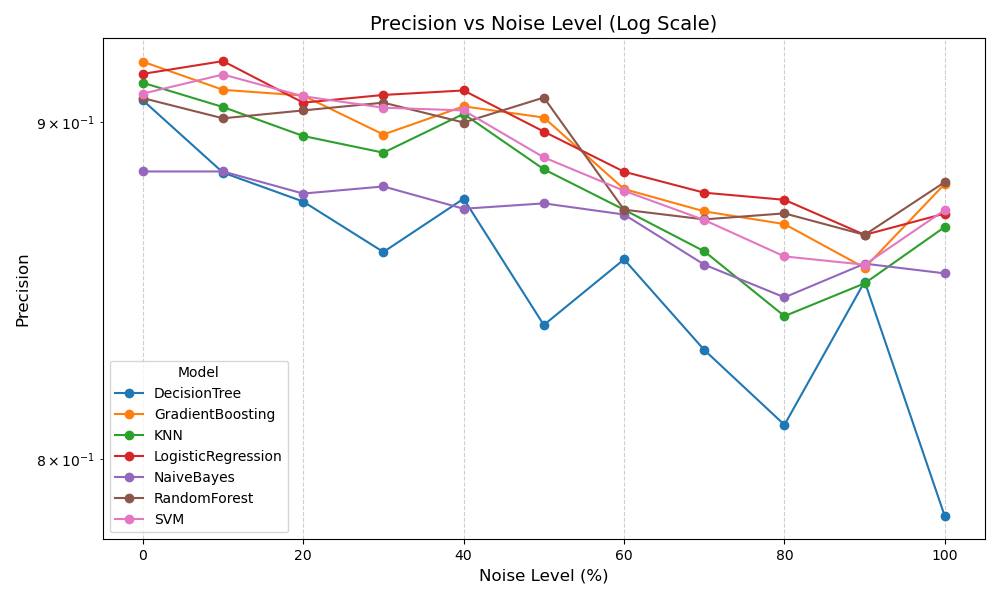 Precision vs Noise Level (Log Scale)
9 × 10⁻¹
8 × 10⁻¹
Precision
Model
DecisionTree
GradientBoosting
KNN
LogisticRegression
NaiveBayes
RandomForest
SVM
0 20 40 60 80 100
Noise Level (%)